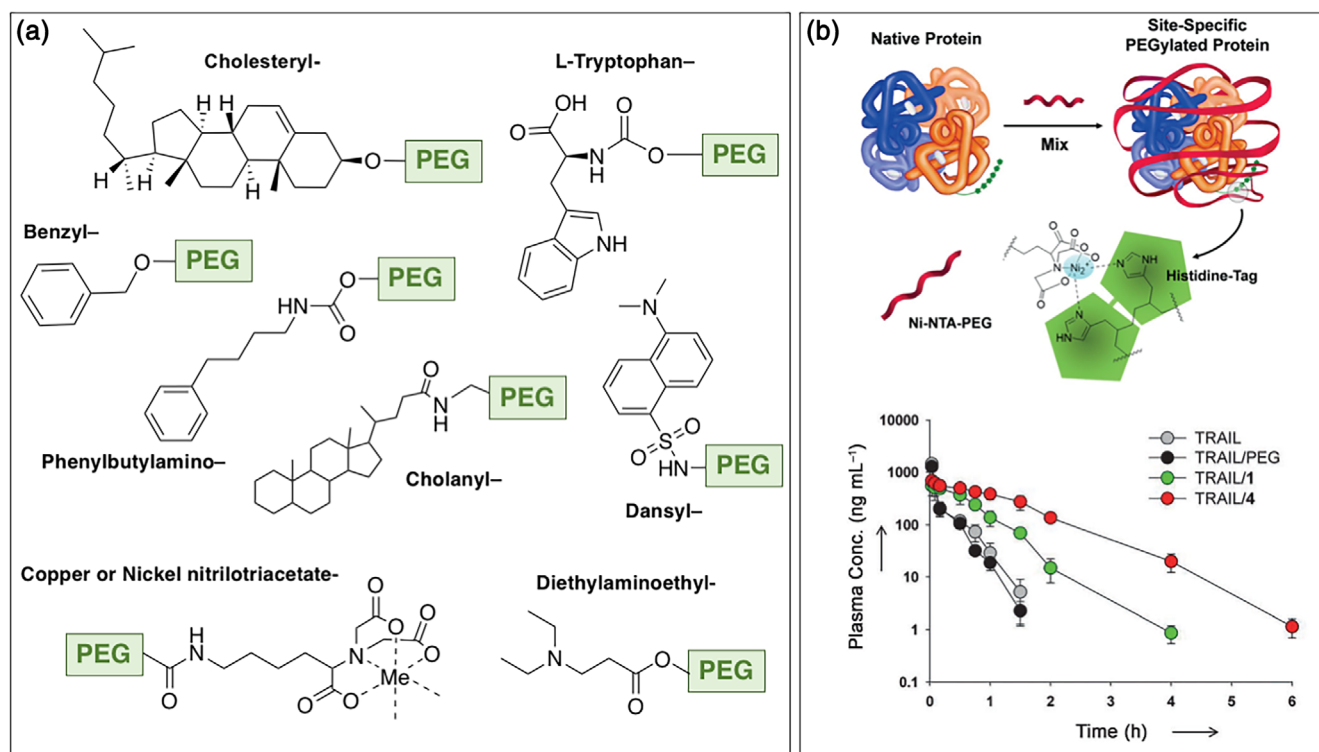 (a)
Cholesteryl-
H
H
H
H
H
O
PEG
L-Tryptophan–
OH
O
O
N
H
O
PEG
NH
Benzyl–
O
PEG
O
PEG
HN
O
Phenylbutylamino–
O
N
H
PEG
Cholanyl–
N
O
S
O
HN
PEG
Dansyl–
Copper or Nickel nitrilotriacetate-
PEG
O
H
N
O
O
N
O
O
Me
O
O
Diethylaminoethyl-
N
O
O
PEG
(b)
Native Protein
Site-Specific
PEGylated Protein
Mix
Ni-NTA-PEG
O
O
O
O
N
Ni2+
O
O
N
NH
N
HN
Histidine-Tag
10000
1000
100
10
1
0.1
Plasma Conc. (ng mL⁻¹)
TRAIL
TRAIL/PEG
TRAIL/1
TRAIL/4
0
1
2
3
4
5
6
Time (h)